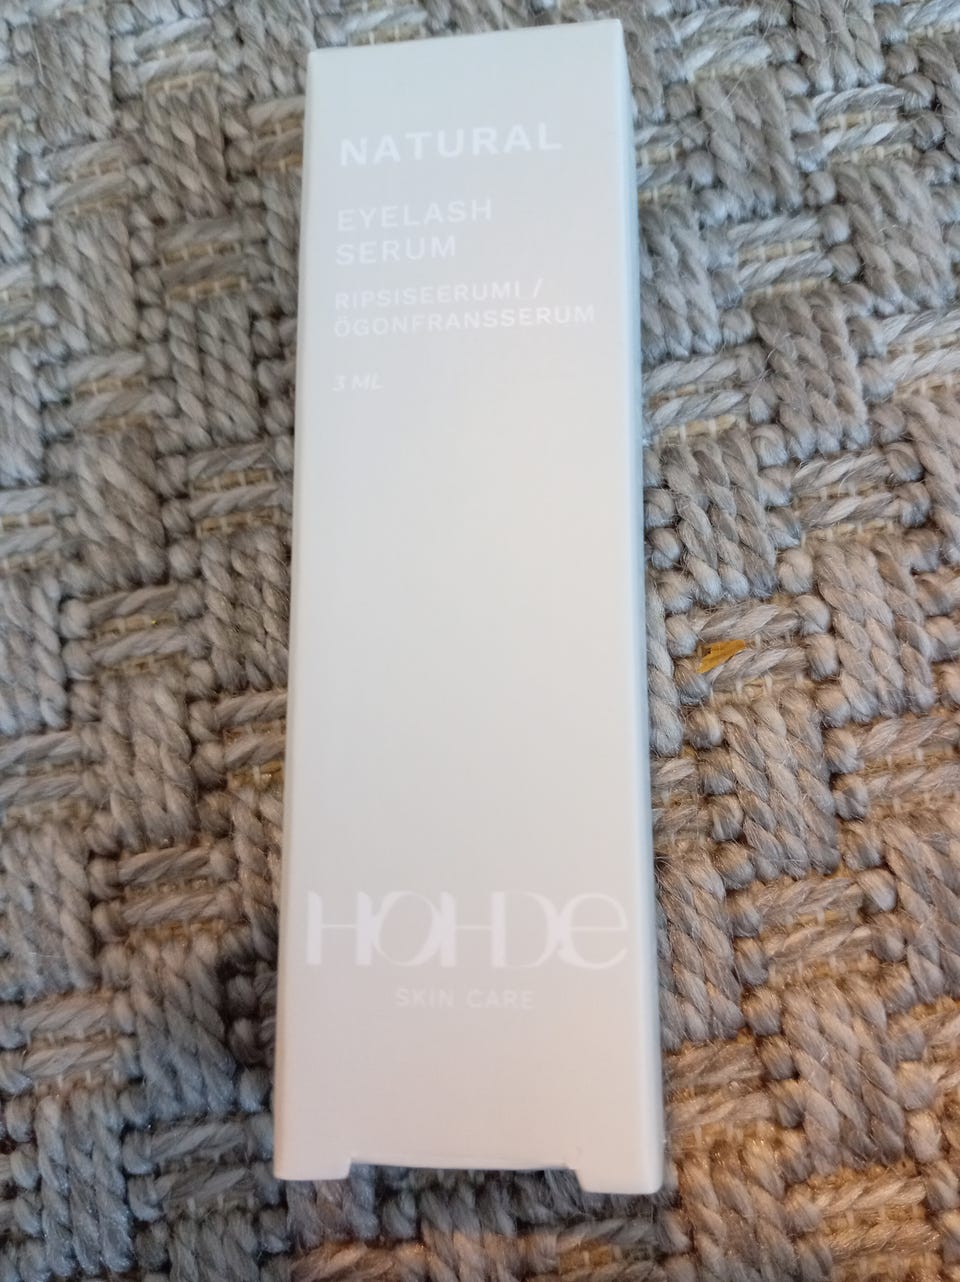 NATURAL
EYELASH
SERUM
RIPSISEERUMI /
ÖGONFRANSSERUM
3 ML
HOHDE
SKIN CARE